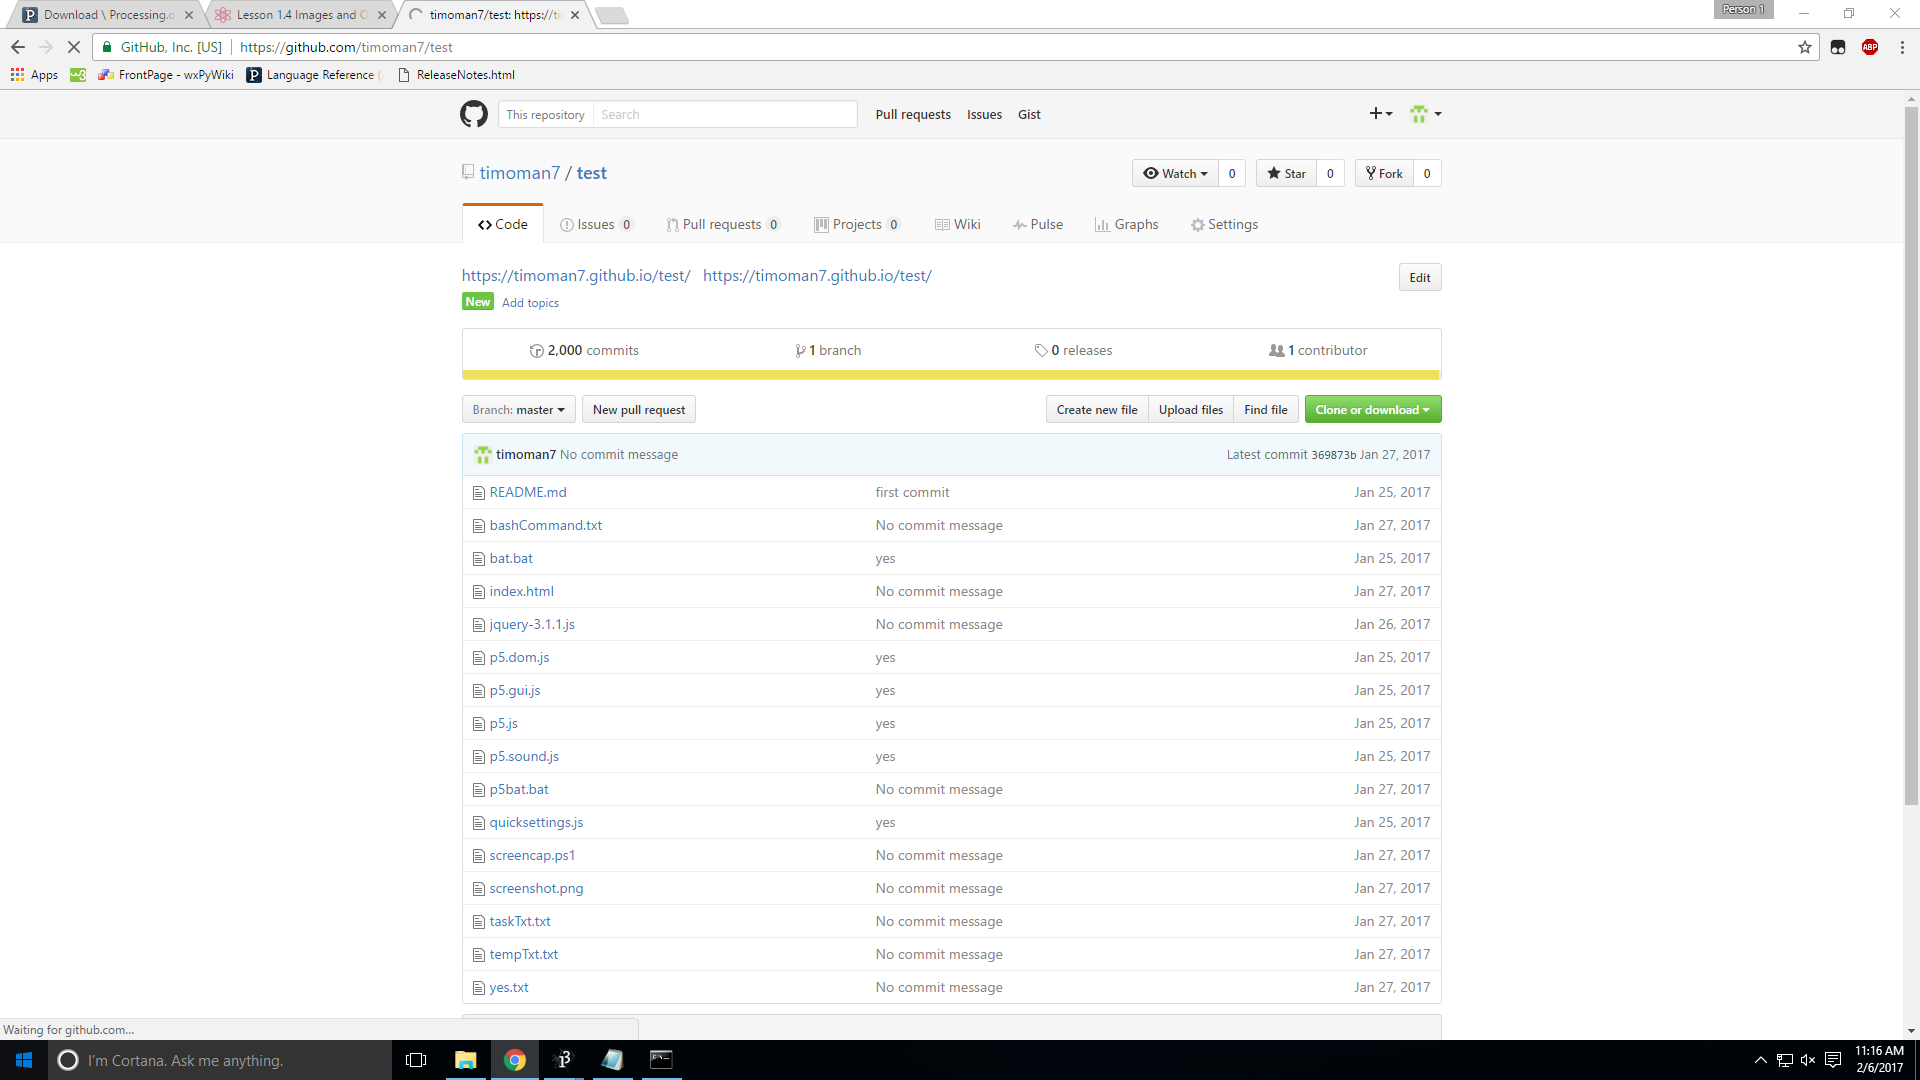 Download \ Processing.o
Lesson 1.4 Images and O
timoman7/test: https://ti
Person 1
GitHub, Inc. [US] https://github.com/timoman7/test
ABP
Apps
FrontPage - wxPyWiki
Language Reference (
ReleaseNotes.html
This repository Search
Pull requests Issues Gist
timoman7 / test
Watch 0 Star 0 Fork 0
Code Issues 0 Pull requests 0 Projects 0 Wiki Pulse Graphs Settings
https://timoman7.github.io/test/ https://timoman7.github.io/test/
Edit
New Add topics
2,000 commits 1 branch 0 releases 1 contributor
Branch: master New pull request Create new file Upload files Find file Clone or download
timoman7 No commit message Latest commit 369873b Jan 27, 2017
README.md first commit Jan 25, 2017
bashCommand.txt No commit message Jan 27, 2017
bat.bat yes Jan 25, 2017
index.html No commit message Jan 27, 2017
jquery-3.1.1.js No commit message Jan 26, 2017
p5.dom.js yes Jan 25, 2017
p5.gui.js yes Jan 25, 2017
p5.js yes Jan 25, 2017
p5.sound.js yes Jan 25, 2017
p5bat.bat No commit message Jan 27, 2017
quicksettings.js yes Jan 25, 2017
screencap.ps1 No commit message Jan 27, 2017
screenshot.png No commit message Jan 27, 2017
taskTxt.txt No commit message Jan 27, 2017
tempTxt.txt No commit message Jan 27, 2017
yes.txt No commit message Jan 27, 2017
Waiting for github.com...
I'm Cortana. Ask me anything.
11:16 AM
2/6/2017